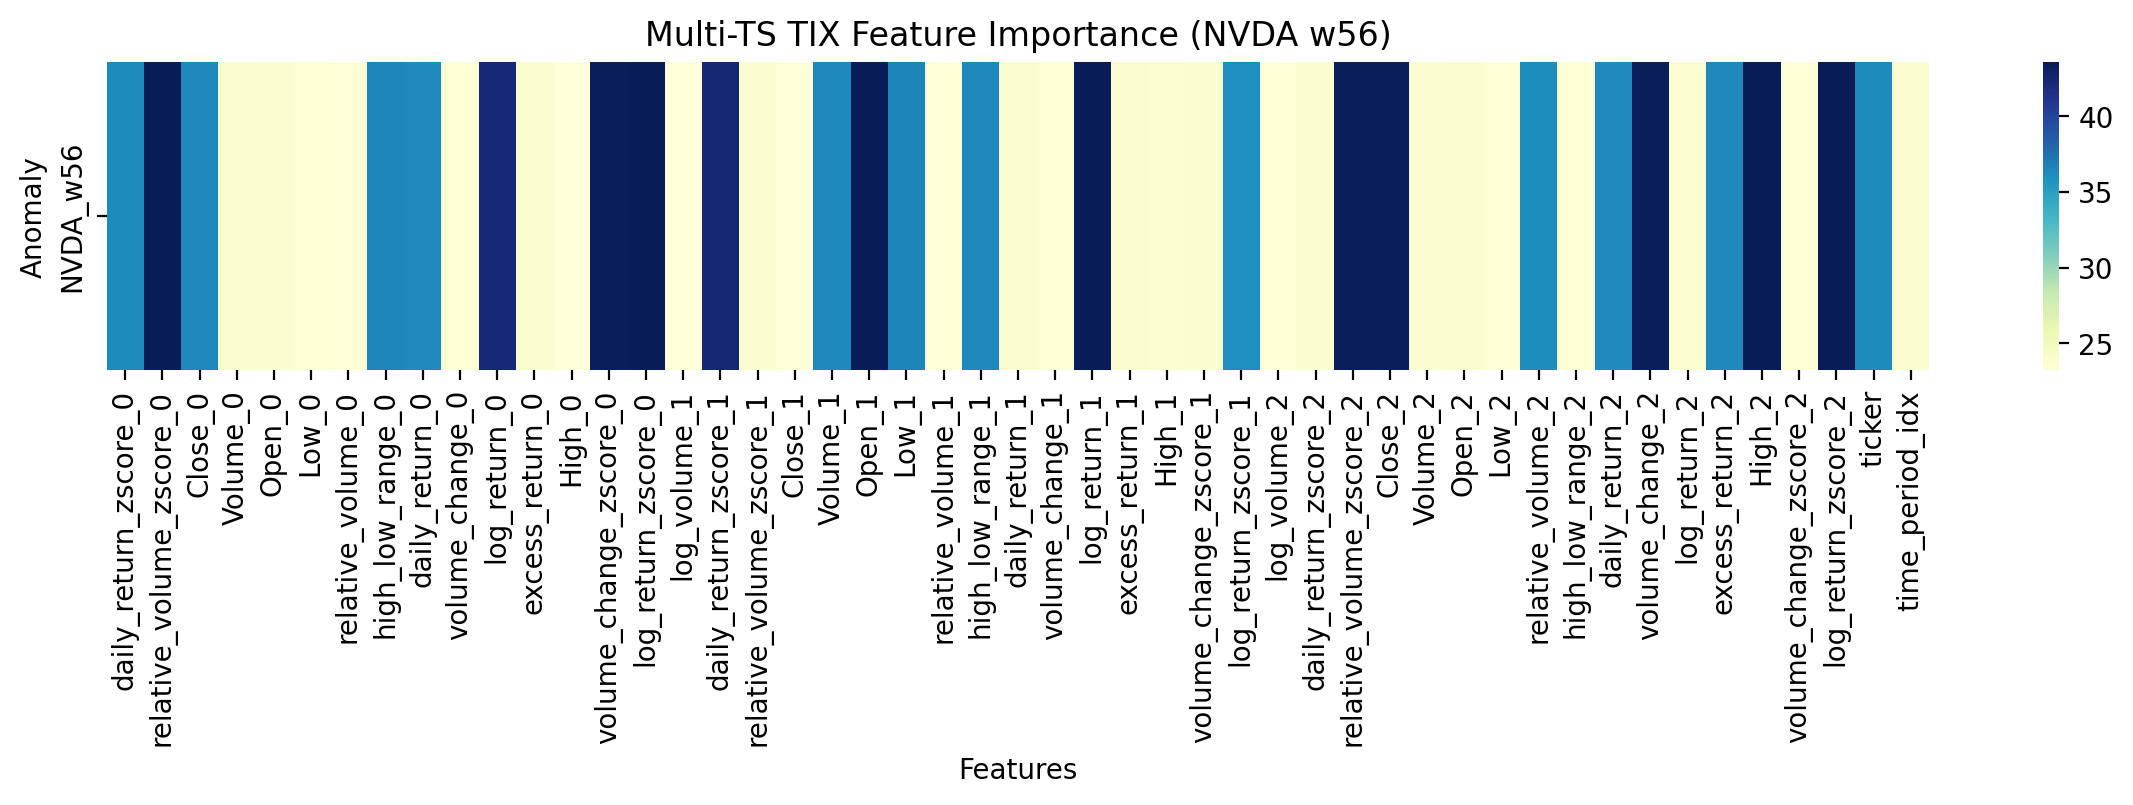 Multi-TS TIX Feature Importance (NVDA w56)
Anomaly
NVDA_w56
40
35
30
25
daily_return_zscore_0
relative_volume_zscore_0
Close_0
Volume_0
Open_0
Low_0
relative_volume_0
high_low_range_0
daily_return_0
volume_change_0
log_return_0
excess_return_0
High_0
volume_change_zscore_0
log_return_zscore_0
log_volume_1
daily_return_zscore_1
relative_volume_zscore_1
Close_1
Volume_1
Open_1
Low_1
relative_volume_1
high_low_range_1
daily_return_1
volume_change_1
log_return_1
excess_return_1
High_1
volume_change_zscore_1
log_return_zscore_1
log_volume_2
daily_return_zscore_2
relative_volume_zscore_2
Close_2
Volume_2
Open_2
Low_2
relative_volume_2
high_low_range_2
daily_return_2
volume_change_2
log_return_2
excess_return_2
High_2
volume_change_zscore_2
log_return_zscore_2
ticker
time_period_idx
Features